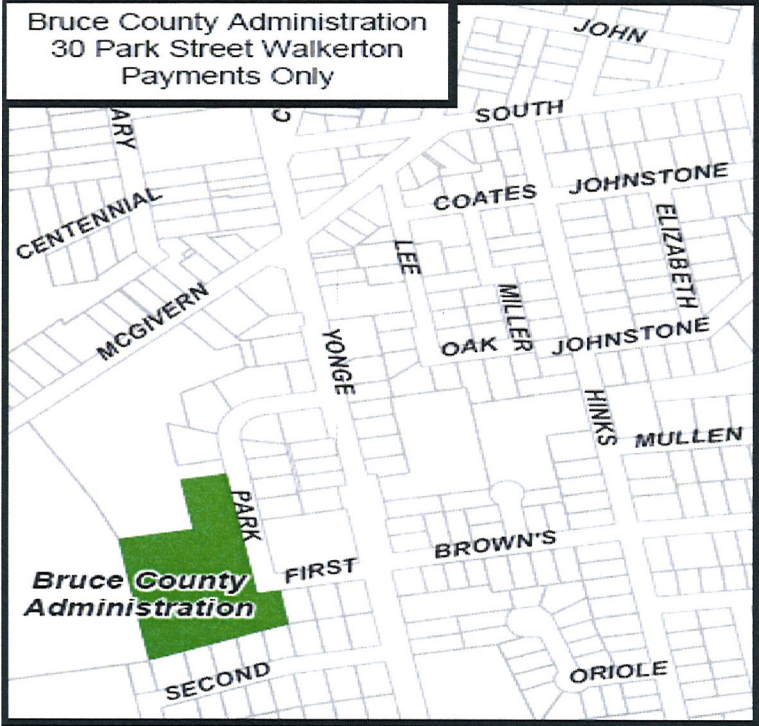 Bruce County Administration
30 Park Street Walkerton
Payments Only
JOHN
SOUTH
ARY
C
COATES
JOHNSTONE
CENTENNIAL
ELIZABETH
LEE
MILLER
MCGIVERN
YONGE
OAK
JOHNSTONE
HINKS
MULLEN
PARK
BROWN'S
FIRST
Bruce County
Administration
SECOND
ORIOLE